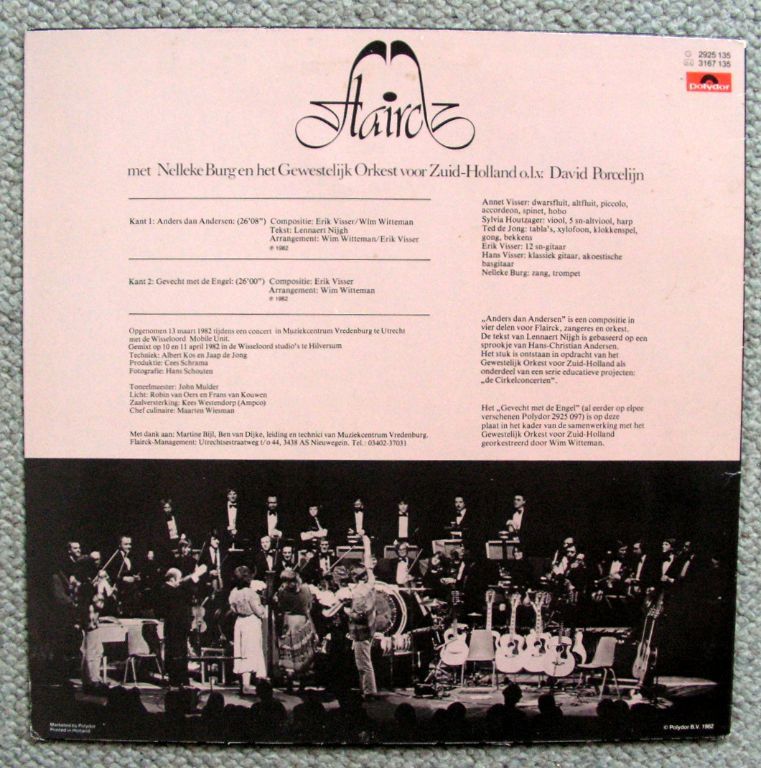 Flairck
G 2925 135
3167 135
polydor
met Nelleke Burg en het Gewestelijk Orkest voor Zuid-Holland o.l.v. David Porcelijn
Kant 1: Anders dan Andersen: (26'08") Compositie: Erik Visser/Wim Witteman
Tekst: Lennaert Nijgh
Arrangement: Wim Witteman/Erik Visser
℗ 1982
Kant 2: Gevecht met de Engel: (26'00") Compositie: Erik Visser
Arrangement: Wim Witteman
℗ 1982
Opgenomen 13 maart 1982 tijdens een concert in Muziekcentrum Vredenburg te Utrecht
met de Wisseloord Mobile Unit.
Gemixt op 10 en 11 april 1982 in de Wisseloord studio's te Hilversum
Techniek: Albert Kos en Jaap de Jong
Produktie: Cees Schrama
Fotografie: Hans Schouten
Toneelmeester: John Mulder
Licht: Robin van Oers en Frans van Kouwen
Zaalversterking: Kees Westendorp (Ampco)
Chef culinaire: Maarten Wiesman
Met dank aan: Martine Bijl, Ben van Dijke, leiding en technici van Muziekcentrum Vredenburg.
Flairck-Management: Utrechtsestraatweg t/o 44, 3438 AS Nieuwegein. Tel.: 03402-37031
Annet Visser: dwarsfluit, altfluit, piccolo,
accordeon, spinet, hobo
Sylvia Houtzager: viool, 5 sn-altviool, harp
Ted de Jong: tabla's, xylofoon, klokkenspel,
gong, bekkens
Erik Visser: 12 sn-gitaar
Hans Visser: klassiek gitaar, akoestische
basgitaar
Nelleke Burg: zang, trompet
„Anders dan Andersen" is een compositie in
vier delen voor Flairck, zangeres en orkest.
De tekst van Lennaert Nijgh is gebaseerd op een
sprookje van Hans-Christian Andersen.
Het stuk is ontstaan in opdracht van het
Gewestelijk Orkest voor Zuid-Holland als
onderdeel van een serie educatieve projecten:
„de Cirkelconcerten".
Het „Gevecht met de Engel" (al eerder op elpee
verschenen Polydor 2925 097) is op deze
plaat in het kader van de samenwerking met het
Gewestelijk Orkest voor Zuid-Holland
georkestreerd door Wim Witteman.
Marketed by Polydor
Printed in Holland
© Polydor B.V. 1982